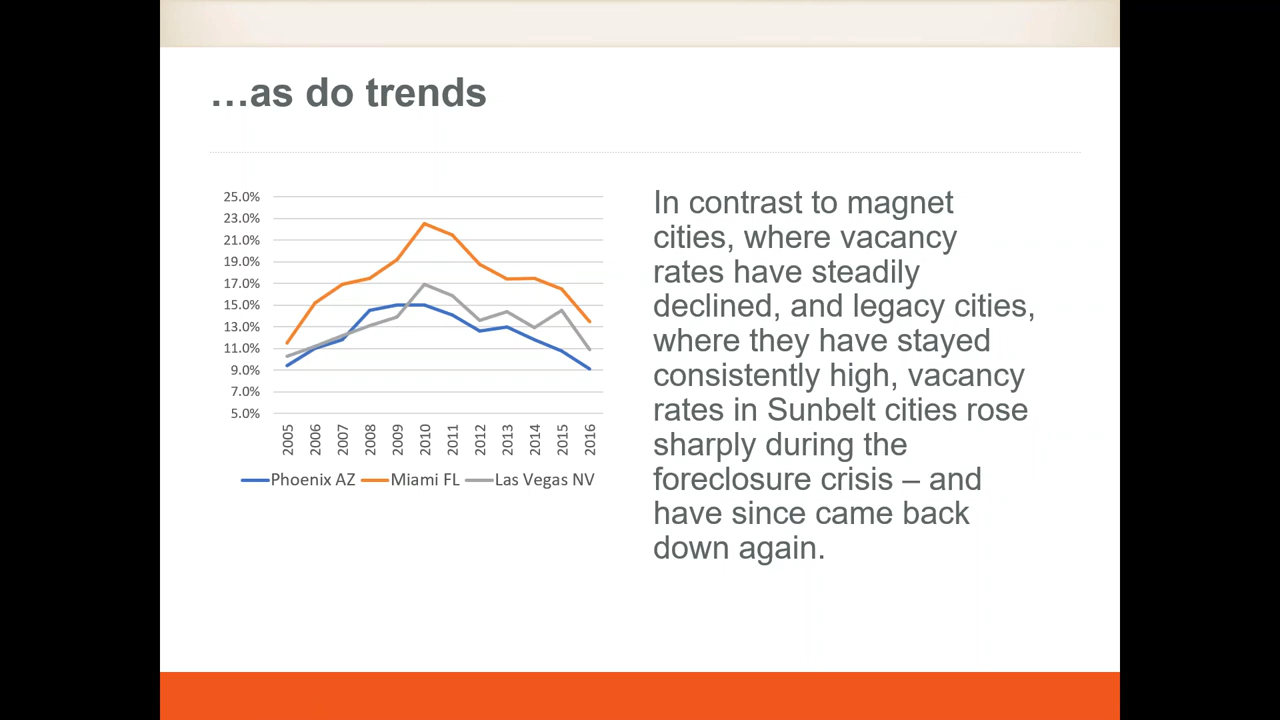 …as do trends
25.0%
23.0%
21.0%
19.0%
17.0%
15.0%
13.0%
11.0%
9.0%
7.0%
5.0%
2005
2006
2007
2008
2009
2010
2011
2012
2013
2014
2015
2016
Phoenix AZ Miami FL Las Vegas NV
In contrast to magnet
cities, where vacancy
rates have steadily
declined, and legacy cities,
where they have stayed
consistently high, vacancy
rates in Sunbelt cities rose
sharply during the
foreclosure crisis – and
have since came back
down again.